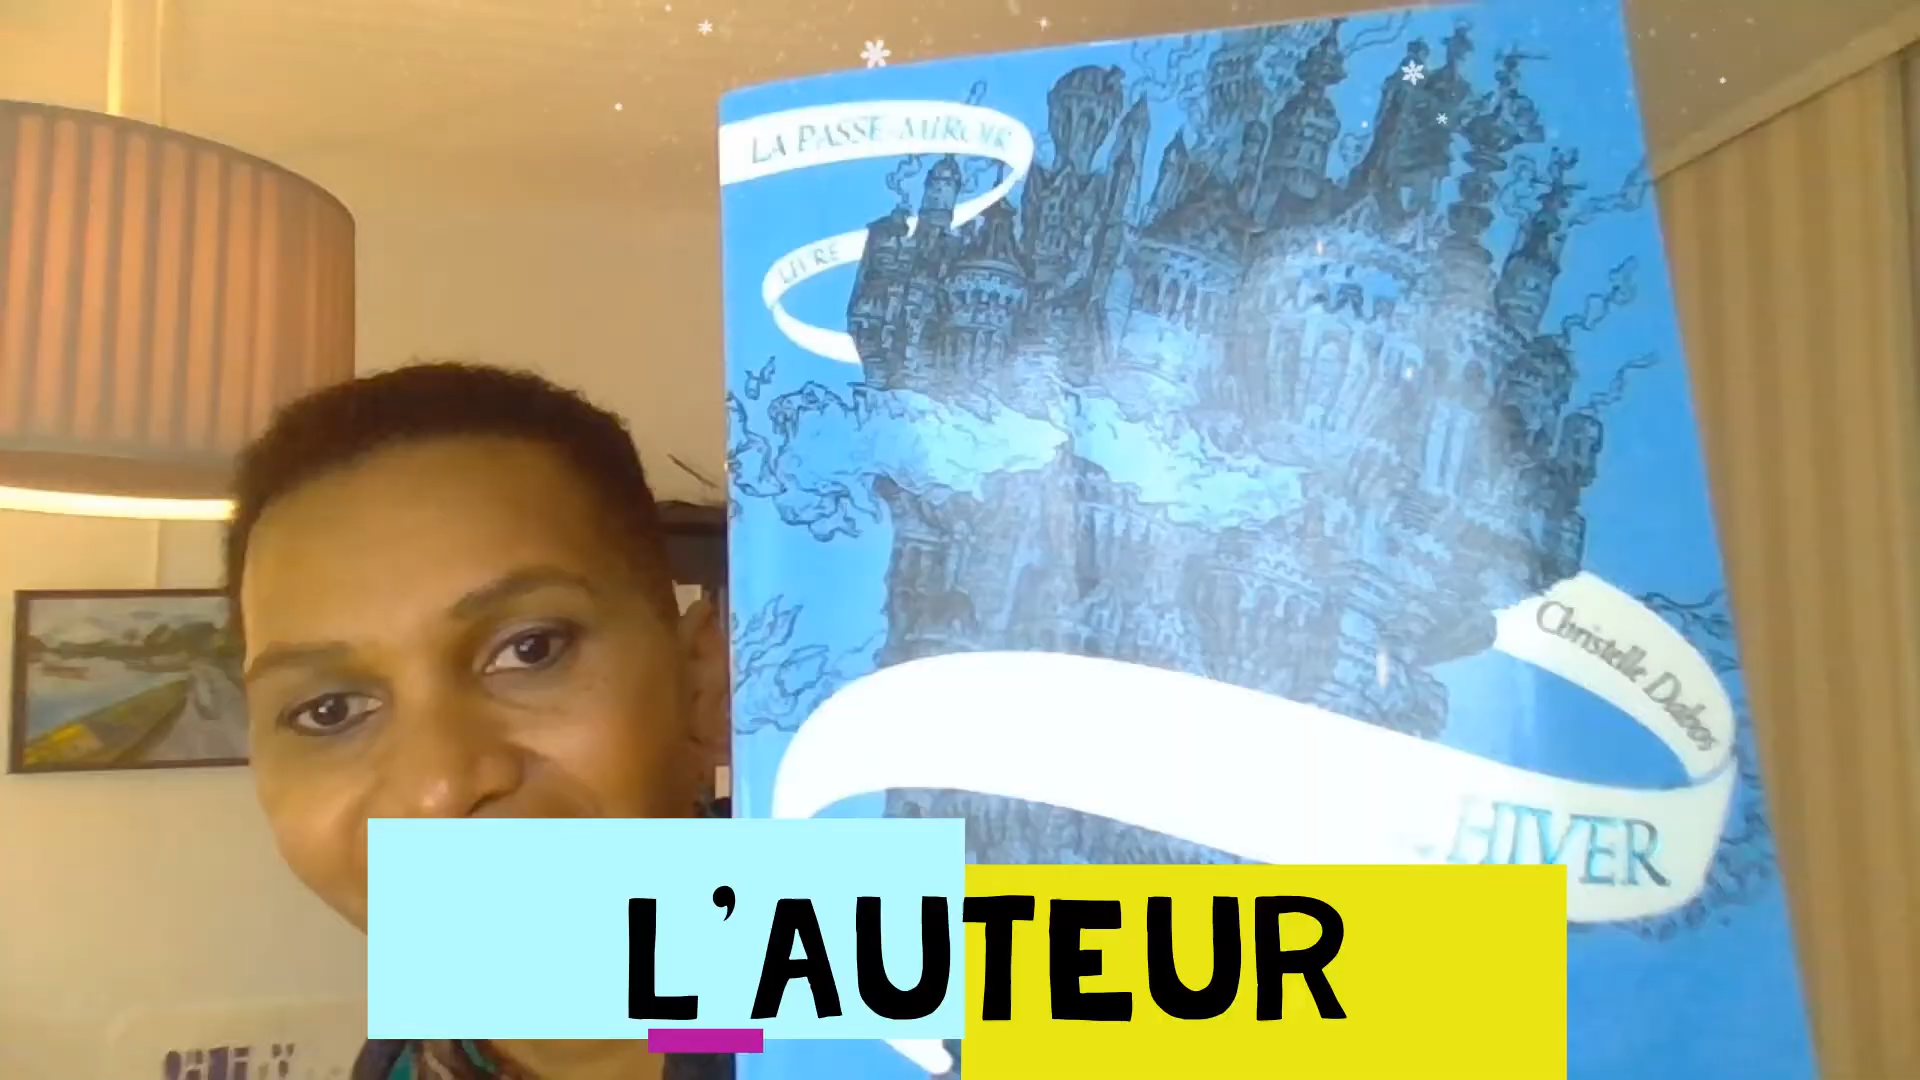 LA PASSE-MIROIR
LIVRE
Christelle Dabos
HIVER
L'AUTEUR